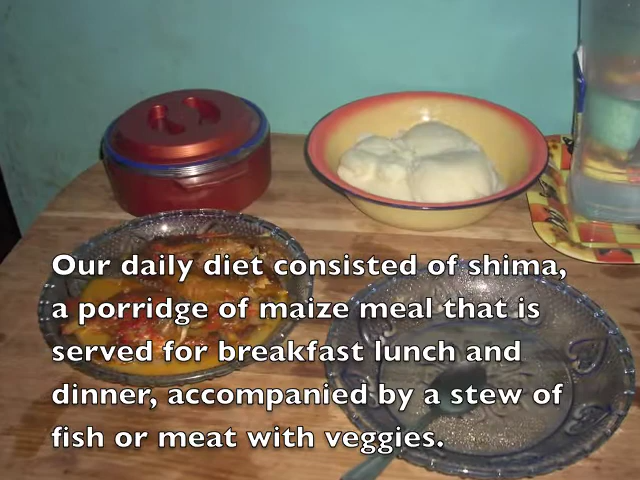 Our daily diet consisted of shima,
a porridge of maize meal that is
served for breakfast lunch and
dinner, accompanied by a stew of
fish or meat with veggies.